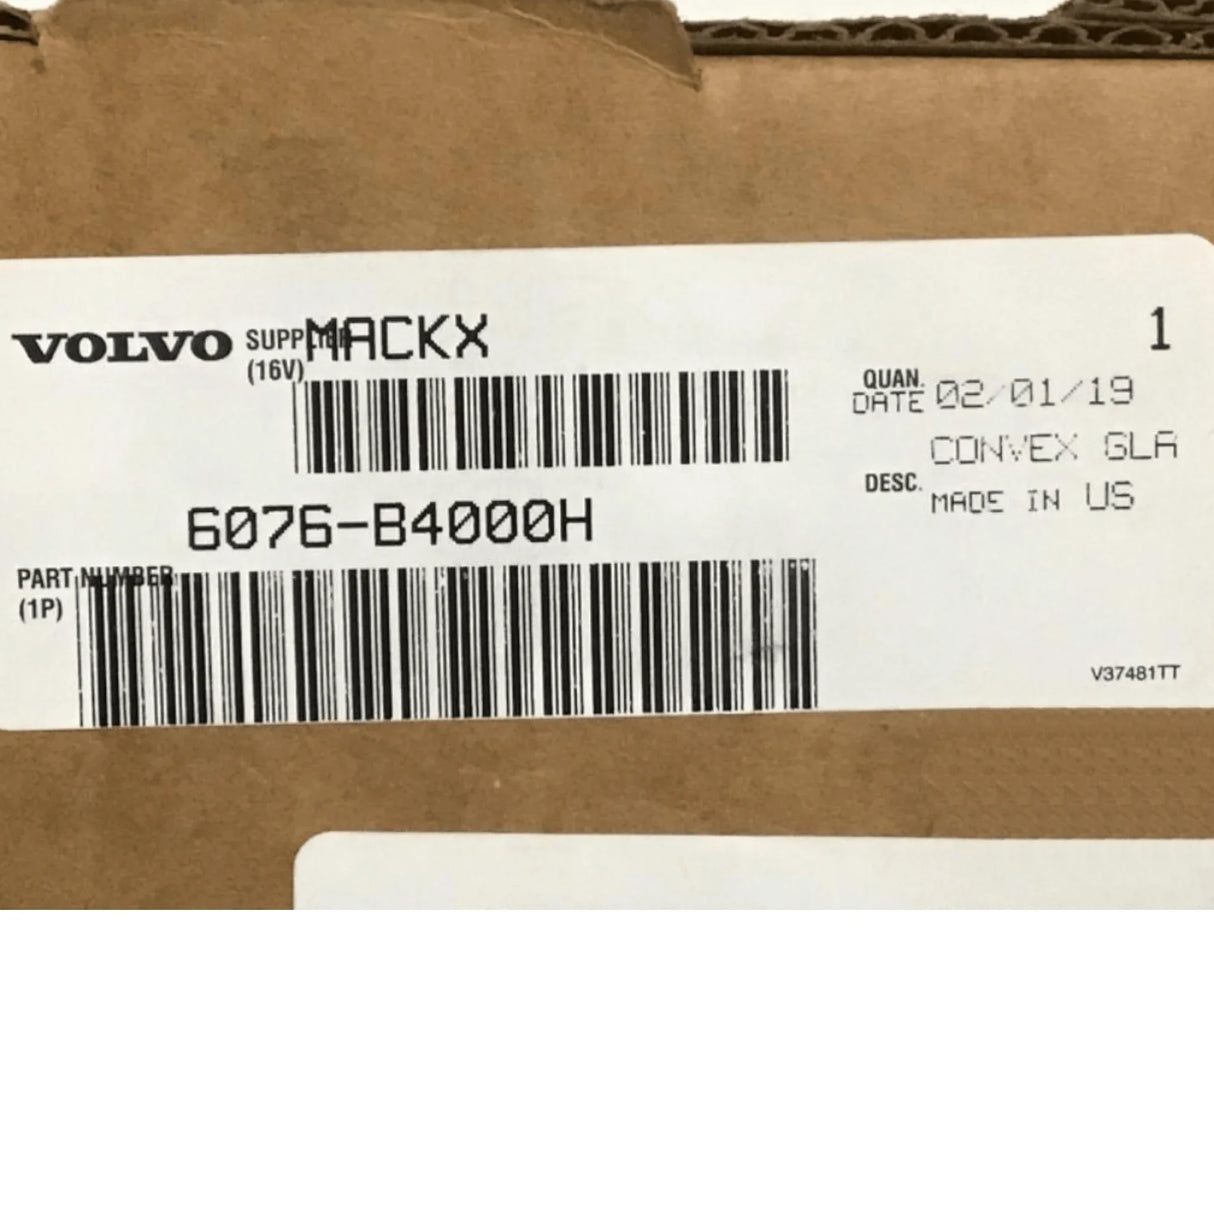 VOLVO SUPPLIER MACKX
(16V)
1
QUAN.
DATE 02/01/19
CONVEX GLA
DESC.
MADE IN US
6076-B4000H
PART NUMBER
(1P)
V37481TT